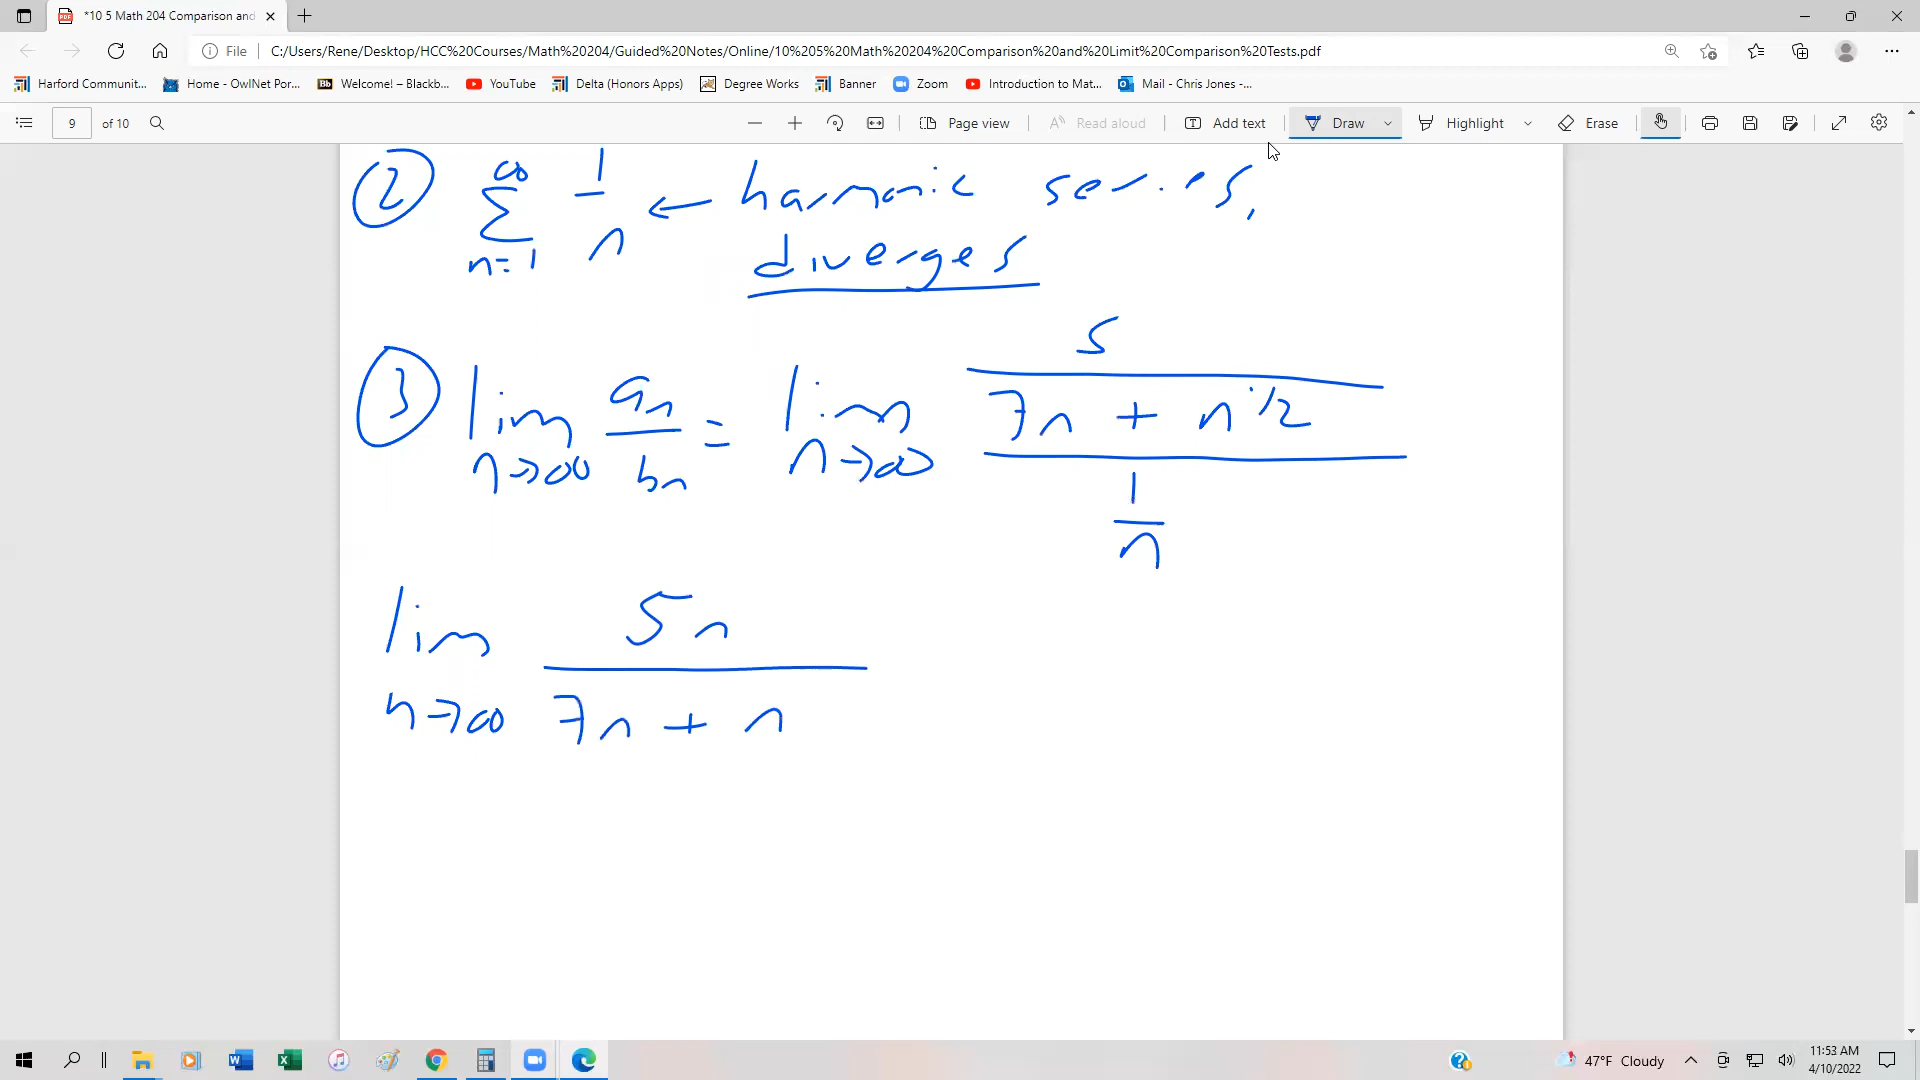 *10 5 Math 204 Comparison and
File C:/Users/Rene/Desktop/HCC%20Courses/Math%20204/Guided%20Notes/Online/10%205%20Math%20204%20Comparison%20and%20Limit%20Comparison%20Tests.pdf
Harford Communit... Home - OwlNet Por... Bb Welcome! – Blackb... YouTube Delta (Honors Apps) Degree Works Banner Zoom Introduction to Mat... Mail - Chris Jones -...
9 of 10 Page view Read aloud Add text Draw Highlight Erase
② ∑_{n=1}^{∞} 1/n ← harmonic series,
diverges
③ lim_{n→∞} aₙ/bₙ = lim_{n→∞} (5/(7n + n^{1/2}))/(1/n)
lim_{n→∞} 5n/(7n + n
47°F Cloudy 11:53 AM
4/10/2022